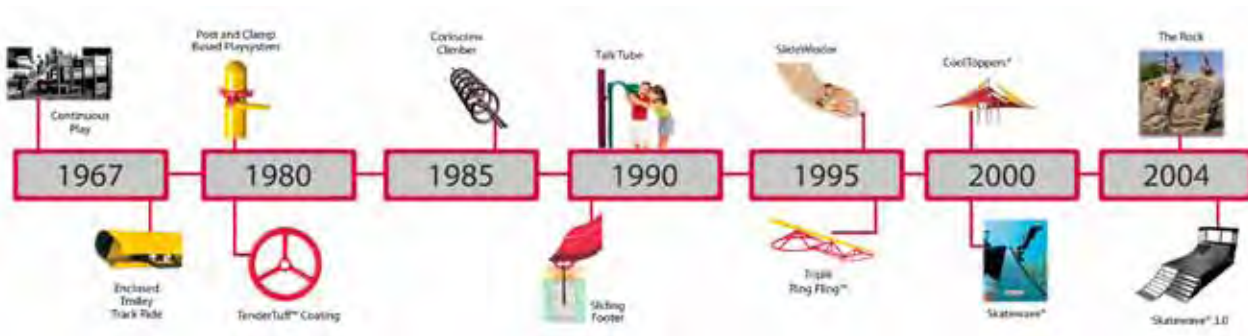 Continuous
Play
1967
Enclosed
Trolley
Track Ride
Post and Clamp
Based Playsystem
1980
TenderTuff™ Coating
Corkscrew
Climber
1985
Talk Tube
1990
Sliding
Footer
SlideWinder
1995
Triple
Ring Fling™
CoolToppers®
2000
Skatewave®
The Rock
2004
Skatewave® 3.0